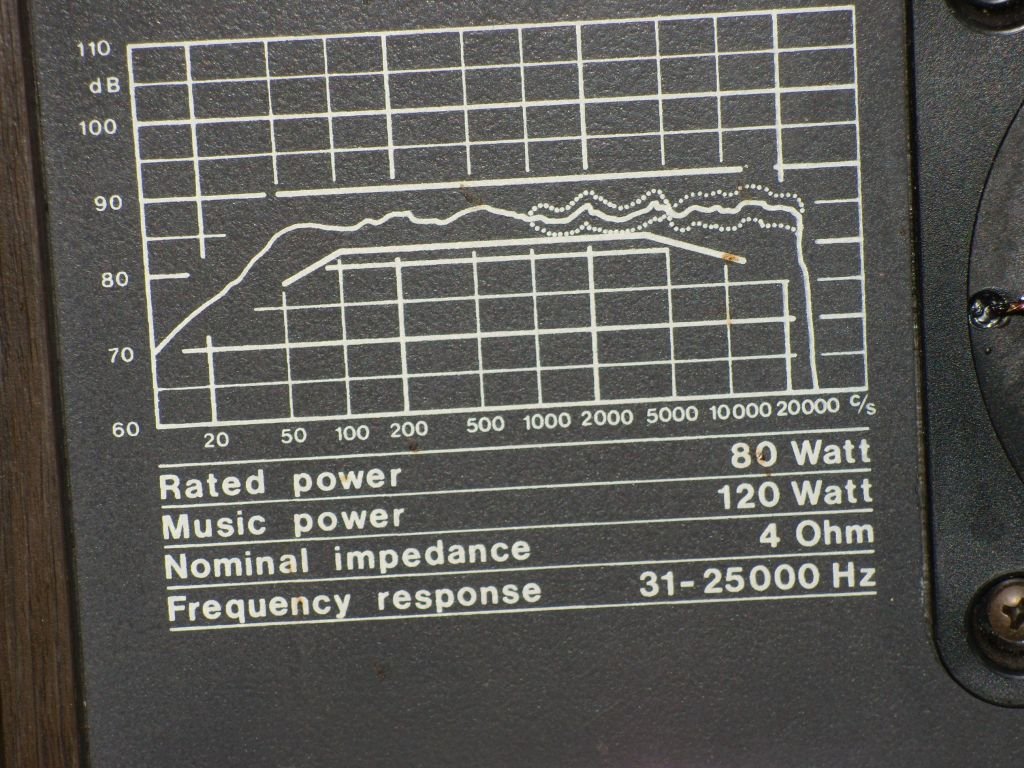 110
dB
100
90
80
70
60
20 50 100 200 500 1000 2000 5000 10000 20000 c/s
Rated power 80 Watt
Music power 120 Watt
Nominal impedance 4 Ohm
Frequency response 31-25000 Hz